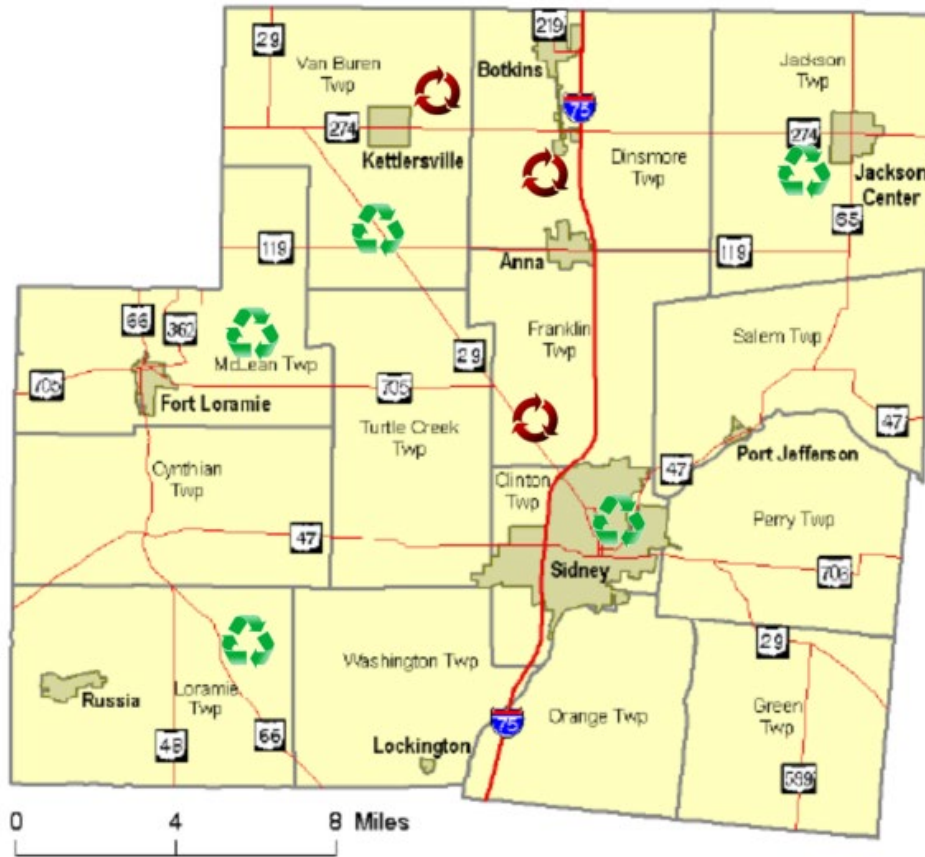 29
Van Buren
Twp
219
Botkins
75
Jackson
Twp
274
Kettlersville
Dinsmore
Twp
274
Jackson
Center
65
119
Anna
119
66
362
McLean Twp
29
Franklin
Twp
Salem Twp
705
Fort Loramie
705
Turtle Creek
Twp
47
Port Jefferson
Cynthian
Twp
Clinton
Twp
47
Perry Twp
47
Sidney
706
29
Washington Twp
Russia
Loramie
Twp
48
66
Lockington
75
Orange Twp
Green
Twp
589
0 4 8 Miles